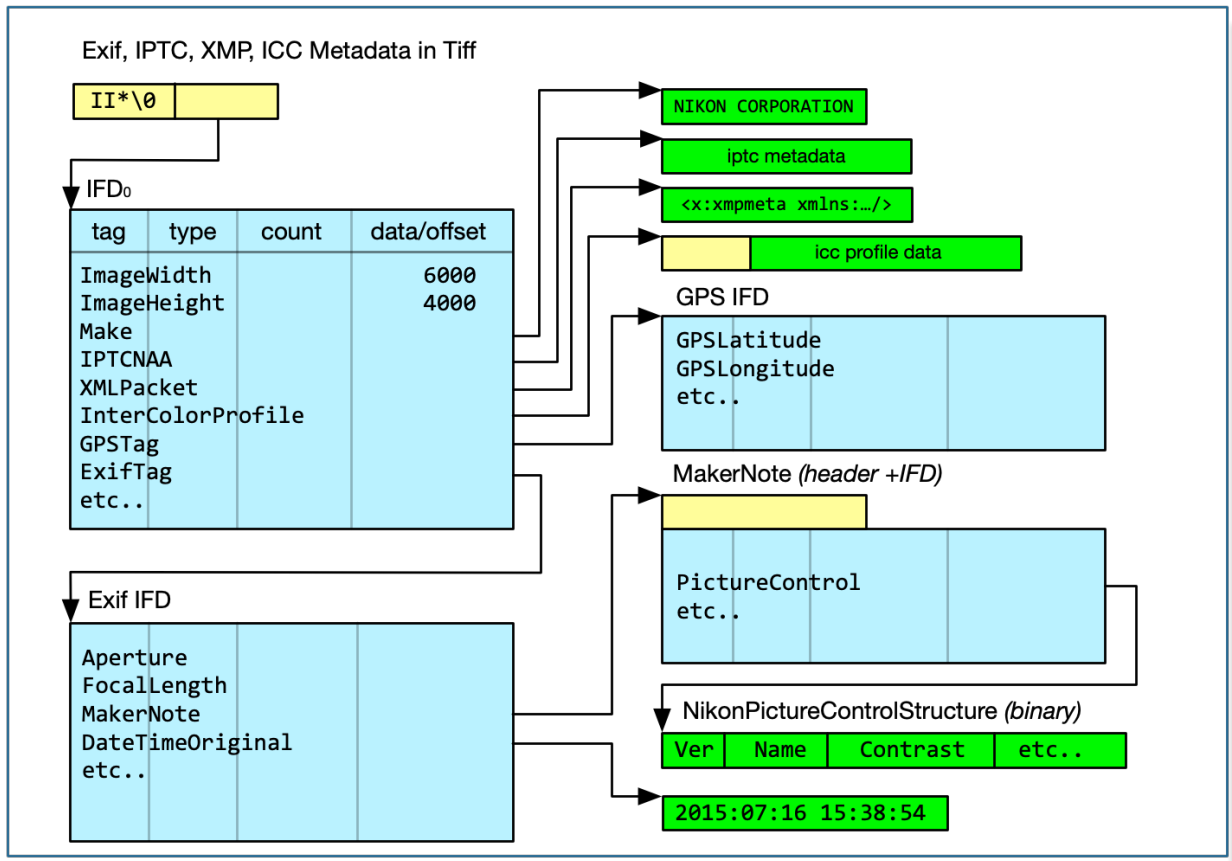 Exif, IPTC, XMP, ICC Metadata in Tiff
II*\0
IFD₀
tag type count data/offset
ImageWidth 6000
ImageHeight 4000
Make
IPTCNAA
XMLPacket
InterColorProfile
GPSTag
ExifTag
etc..
NIKON CORPORATION
iptc metadata
<x:xmpmeta xmlns:…/>
icc profile data
GPS IFD
GPSLatitude
GPSLongitude
etc..
Exif IFD
Aperture
FocalLength
MakerNote
DateTimeOriginal
etc..
MakerNote (header +IFD)
PictureControl
etc..
NikonPictureControlStructure (binary)
Ver Name Contrast etc..
2015:07:16 15:38:54